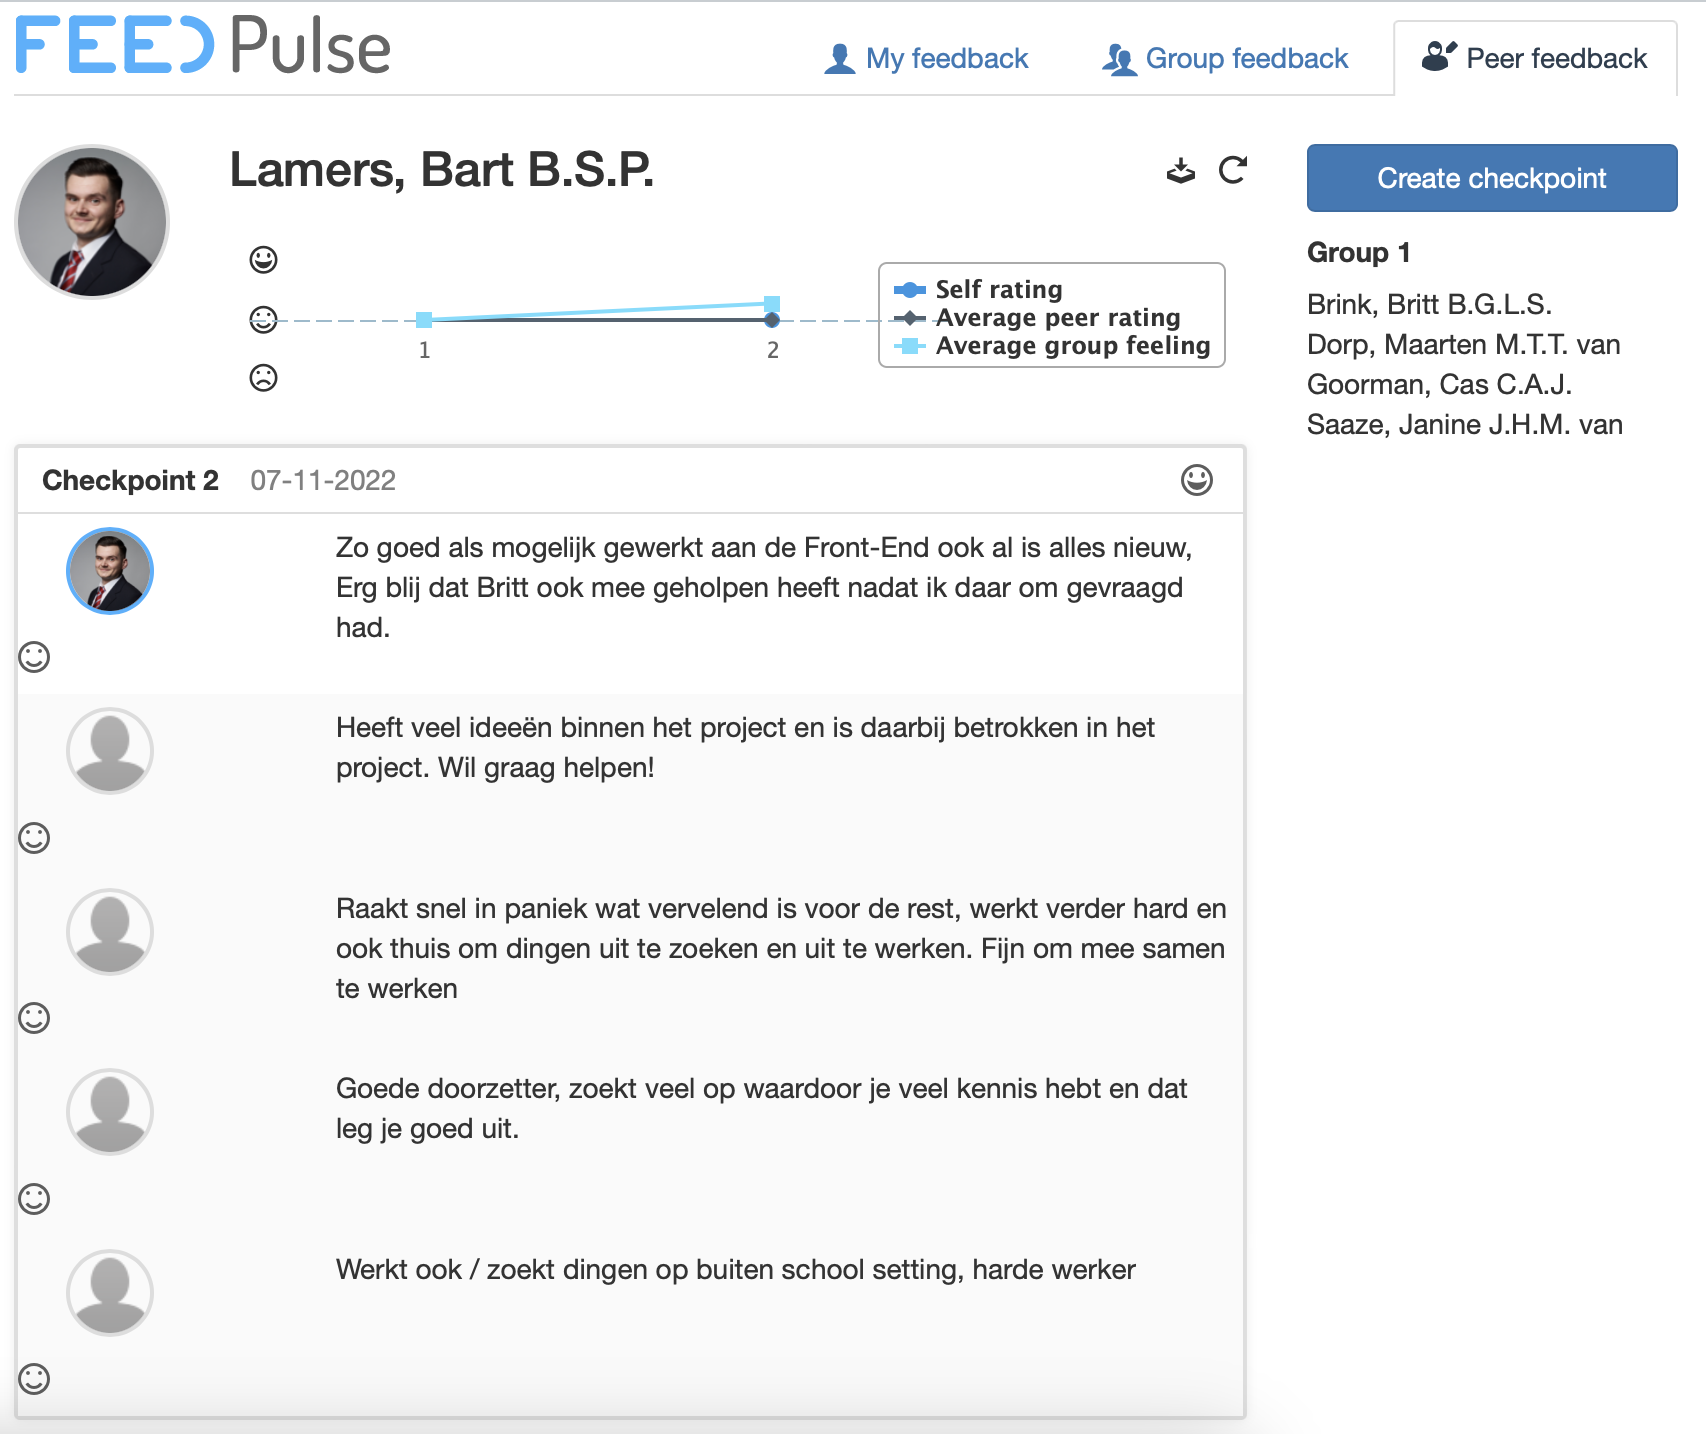 FEED Pulse
My feedback
Group feedback
Peer feedback
Lamers, Bart B.S.P.
Create checkpoint
Group 1
Brink, Britt B.G.L.S.
Dorp, Maarten M.T.T. van
Goorman, Cas C.A.J.
Saaze, Janine J.H.M. van
Self rating
Average peer rating
Average group feeling
1
2
Checkpoint 2 07-11-2022
Zo goed als mogelijk gewerkt aan de Front-End ook al is alles nieuw,
Erg blij dat Britt ook mee geholpen heeft nadat ik daar om gevraagd
had.
Heeft veel ideeën binnen het project en is daarbij betrokken in het
project. Wil graag helpen!
Raakt snel in paniek wat vervelend is voor de rest, werkt verder hard en
ook thuis om dingen uit te zoeken en uit te werken. Fijn om mee samen
te werken
Goede doorzetter, zoekt veel op waardoor je veel kennis hebt en dat
leg je goed uit.
Werkt ook / zoekt dingen op buiten school setting, harde werker